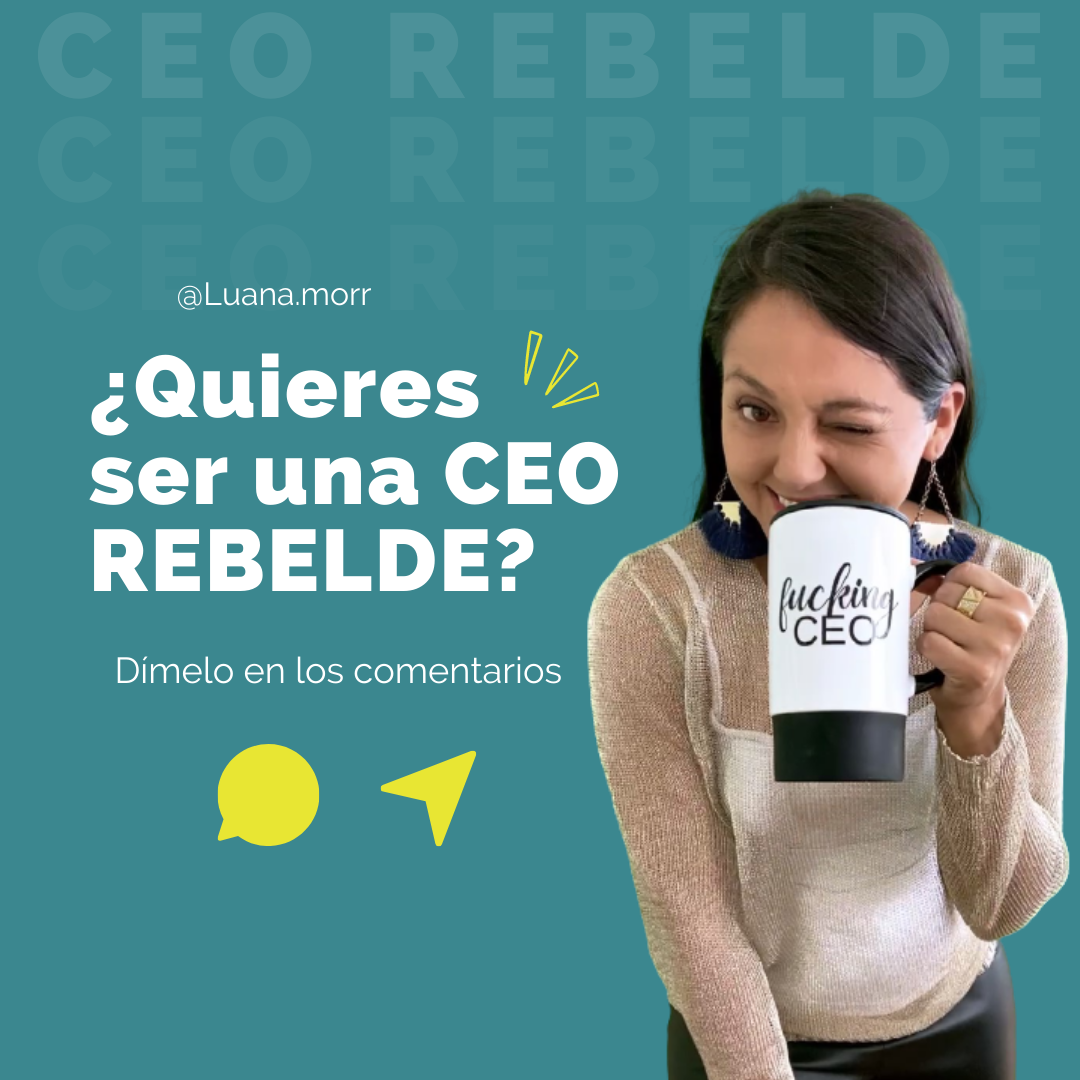 CEO REBELDE
CEO REBELDE
CEO REBELDE
@Luana.morr
¿Quieres
ser una CEO
REBELDE?
Dímelo en los comentarios
fucking
CEO